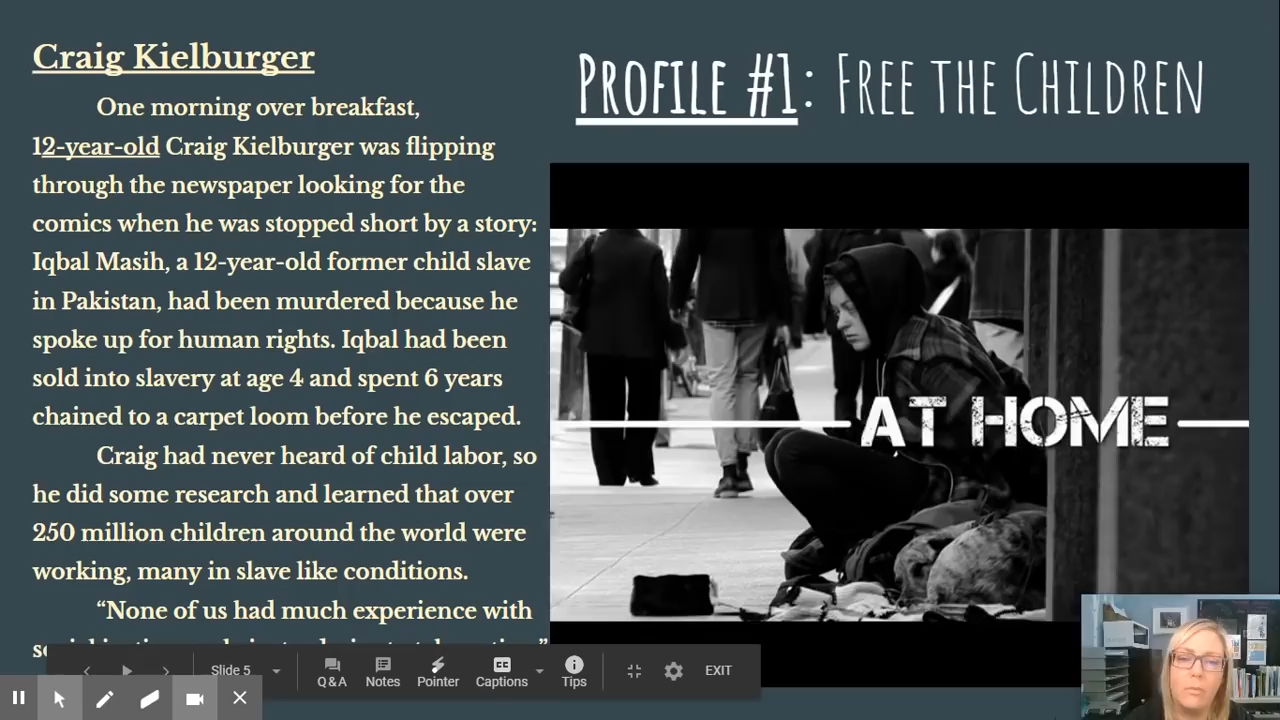 Craig Kielburger
One morning over breakfast,
12-year-old Craig Kielburger was flipping
through the newspaper looking for the
comics when he was stopped short by a story:
Iqbal Masih, a 12-year-old former child slave
in Pakistan, had been murdered because he
spoke up for human rights. Iqbal had been
sold into slavery at age 4 and spent 6 years
chained to a carpet loom before he escaped.
Craig had never heard of child labor, so
he did some research and learned that over
250 million children around the world were
working, many in slave like conditions.
“None of us had much experience with
PROFILE #1: FREE THE CHILDREN
AT HOME
Slide 5
Q&A
Notes
Pointer
Captions
Tips
EXIT